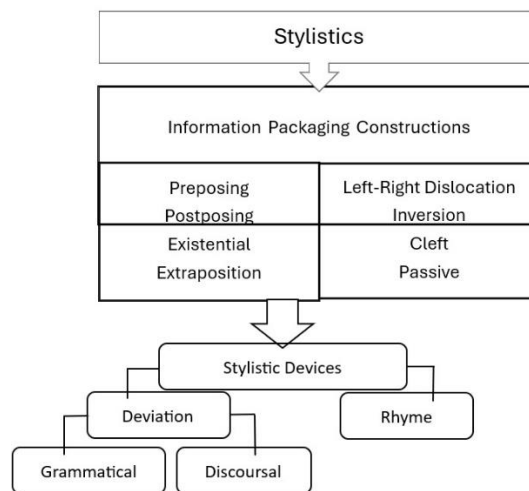 Stylistics
Information Packaging Constructions
Preposing
Postposing
Left-Right Dislocation
Inversion
Existential
Extraposition
Cleft
Passive
Stylistic Devices
Deviation
Rhyme
Grammatical
Discoursal